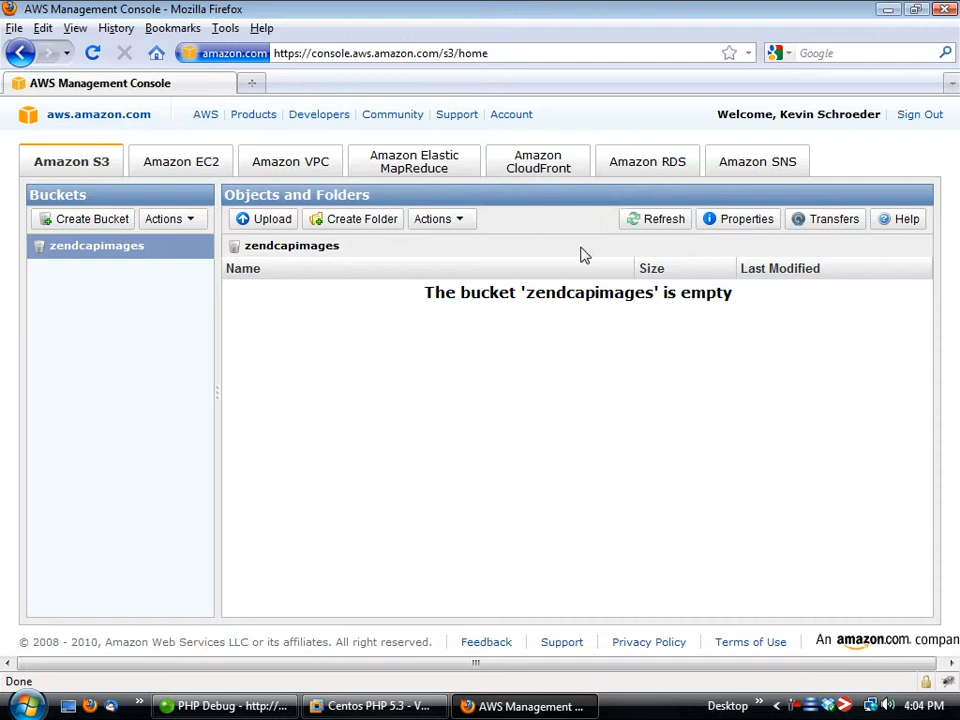 AWS Management Console - Mozilla Firefox
File Edit View History Bookmarks Tools Help
amazon.com https://console.aws.amazon.com/s3/home Google
AWS Management Console
aws.amazon.com AWS Products Developers Community Support Account Welcome, Kevin Schroeder Sign Out
Amazon S3 Amazon EC2 Amazon VPC Amazon Elastic MapReduce Amazon CloudFront Amazon RDS Amazon SNS
Buckets Objects and Folders
Create Bucket Actions Upload Create Folder Actions Refresh Properties Transfers Help
zendcapimages zendcapimages
Name Size Last Modified
The bucket 'zendcapimages' is empty
© 2008 - 2010, Amazon Web Services LLC or its affiliates. All right reserved. Feedback Support Privacy Policy Terms of Use An amazon.com compan
Done
PHP Debug - http://... Centos PHP 5.3 - V... AWS Management ... Desktop 4:04 PM